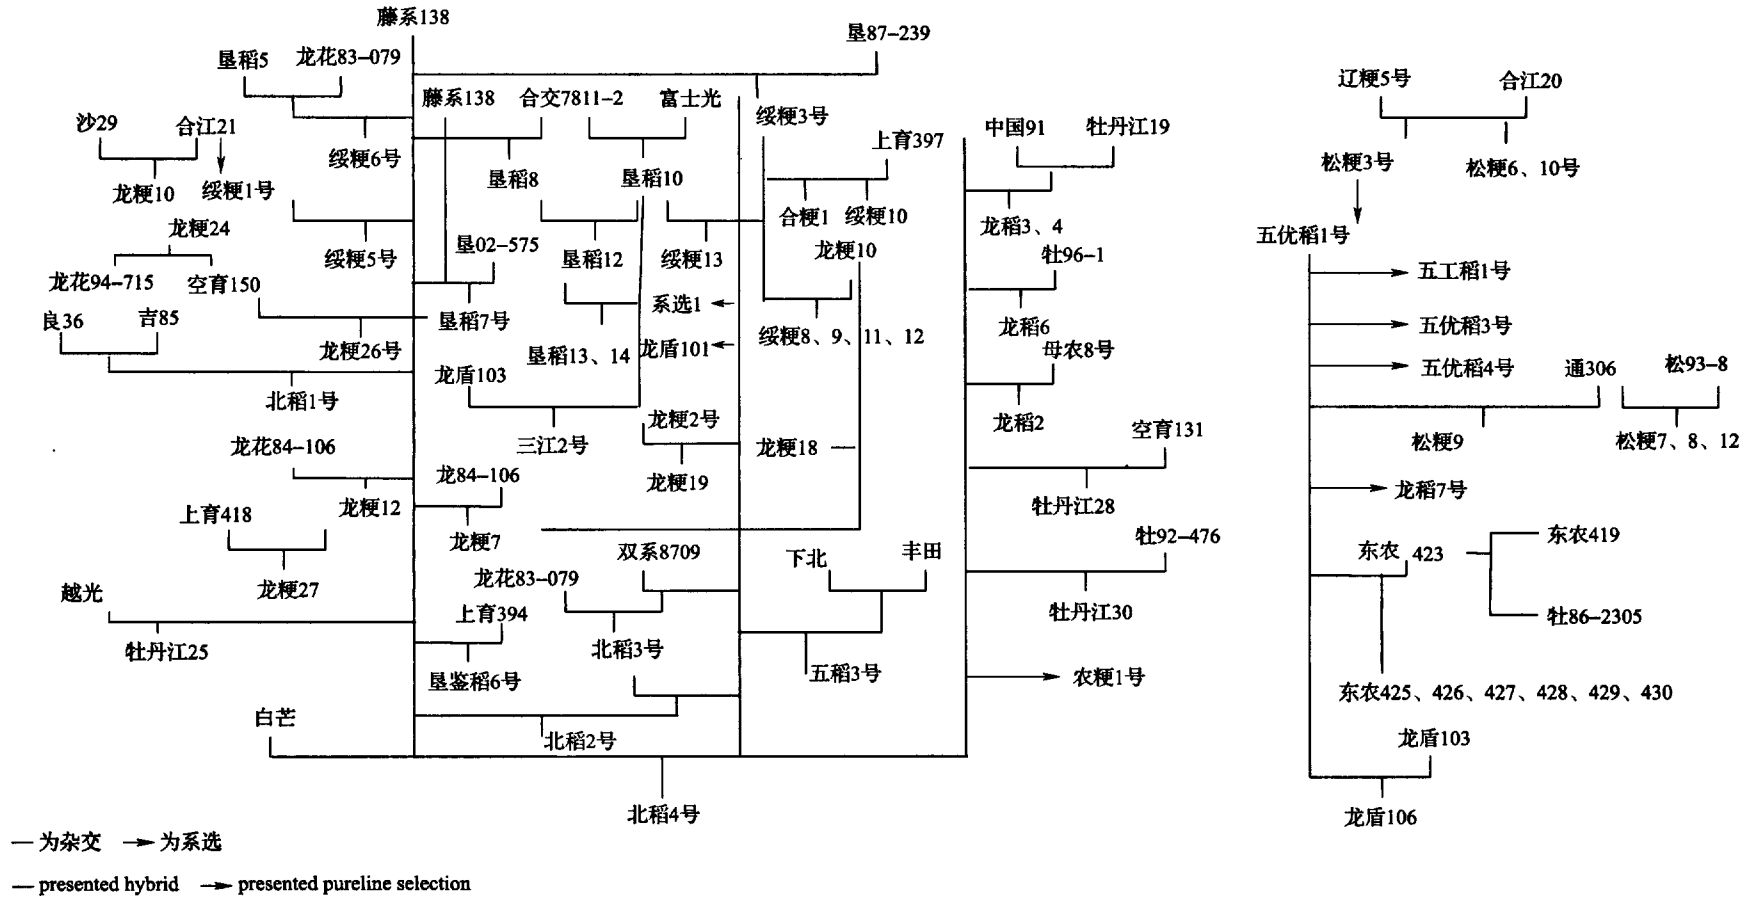 藤系138
垦87-239
垦稻5
龙花83-079
辽粳5号
合江20
藤系138
合交7811-2
富士光
绥粳3号
沙29
合江21
中国91
牡丹江19
上育397
绥粳6号
松粳3号
松粳6、10号
垦稻8
垦稻10
龙粳10
绥粳1号
合粳1
绥粳10
龙稻3、4
龙粳24
五优稻1号
垦02-575
绥粳5号
垦稻12
绥粳13
龙粳10
牡96-1
五工稻1号
龙花94-715
空育150
系选1
良36
吉85
垦稻7号
龙稻6
五优稻3号
绥粳8、9、11、12
龙粳26号
垦稻13、14
龙盾101
母农8号
五优稻4号
通306
松93-8
龙盾103
北稻1号
龙粳2号
龙稻2
空育131
松粳9
松粳7、8、12
龙花84-106
三江2号
龙粳18
龙84-106
龙粳19
龙稻7号
龙粳12
牡丹江28
上育418
龙粳7
双系8709
下北
丰田
牡92-476
东农
423
东农419
龙花83-079
龙粳27
越光
上育394
牡丹江30
牡86-2305
牡丹江25
北稻3号
垦鉴稻6号
五稻3号
农粳1号
东农425、426、427、428、429、430
白芒
北稻2号
龙盾103
北稻4号
龙盾106
— 为杂交 → 为系选
— presented hybrid → presented pureline selection